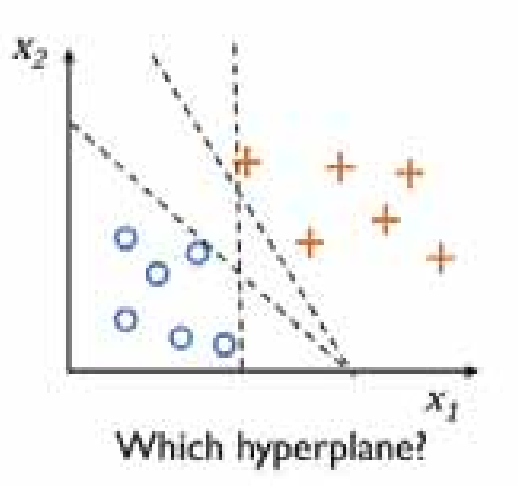 x₂
x₁
Which hyperplane?